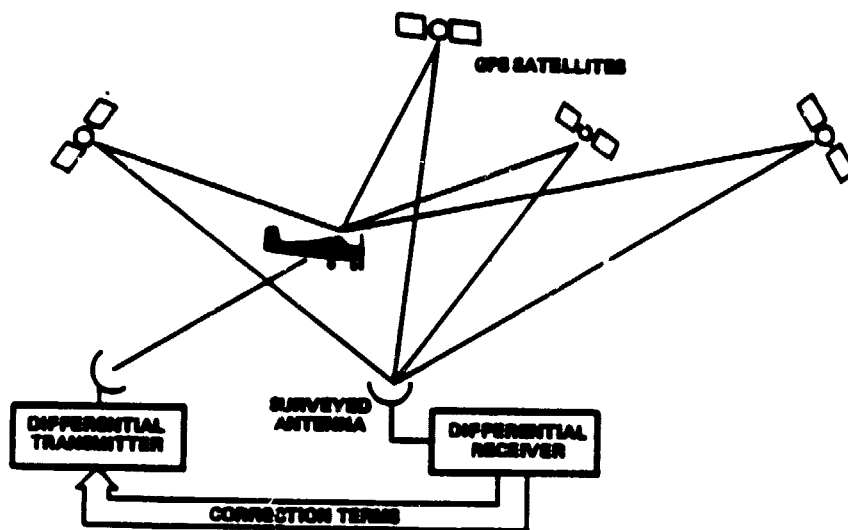 GPS SATELLITES
SURVEYED
ANTENNA
DIFFERENTIAL
TRANSMITTER
DIFFERENTIAL
RECEIVER
CORRECTION TERMS